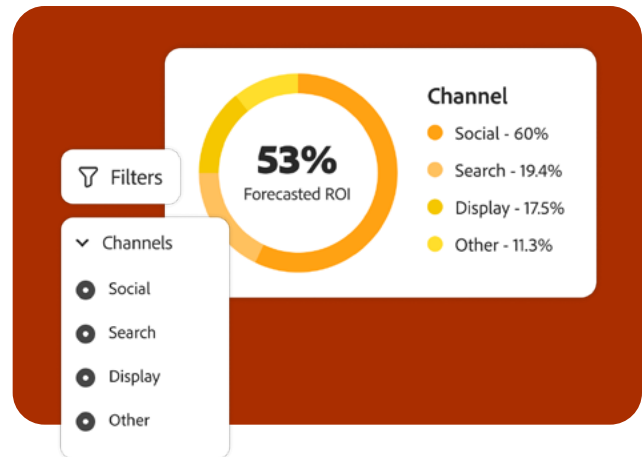 53%
Forecasted ROI
Channel
Social - 60%
Search - 19.4%
Display - 17.5%
Other - 11.3%
Filters
Channels
Social
Search
Display
Other